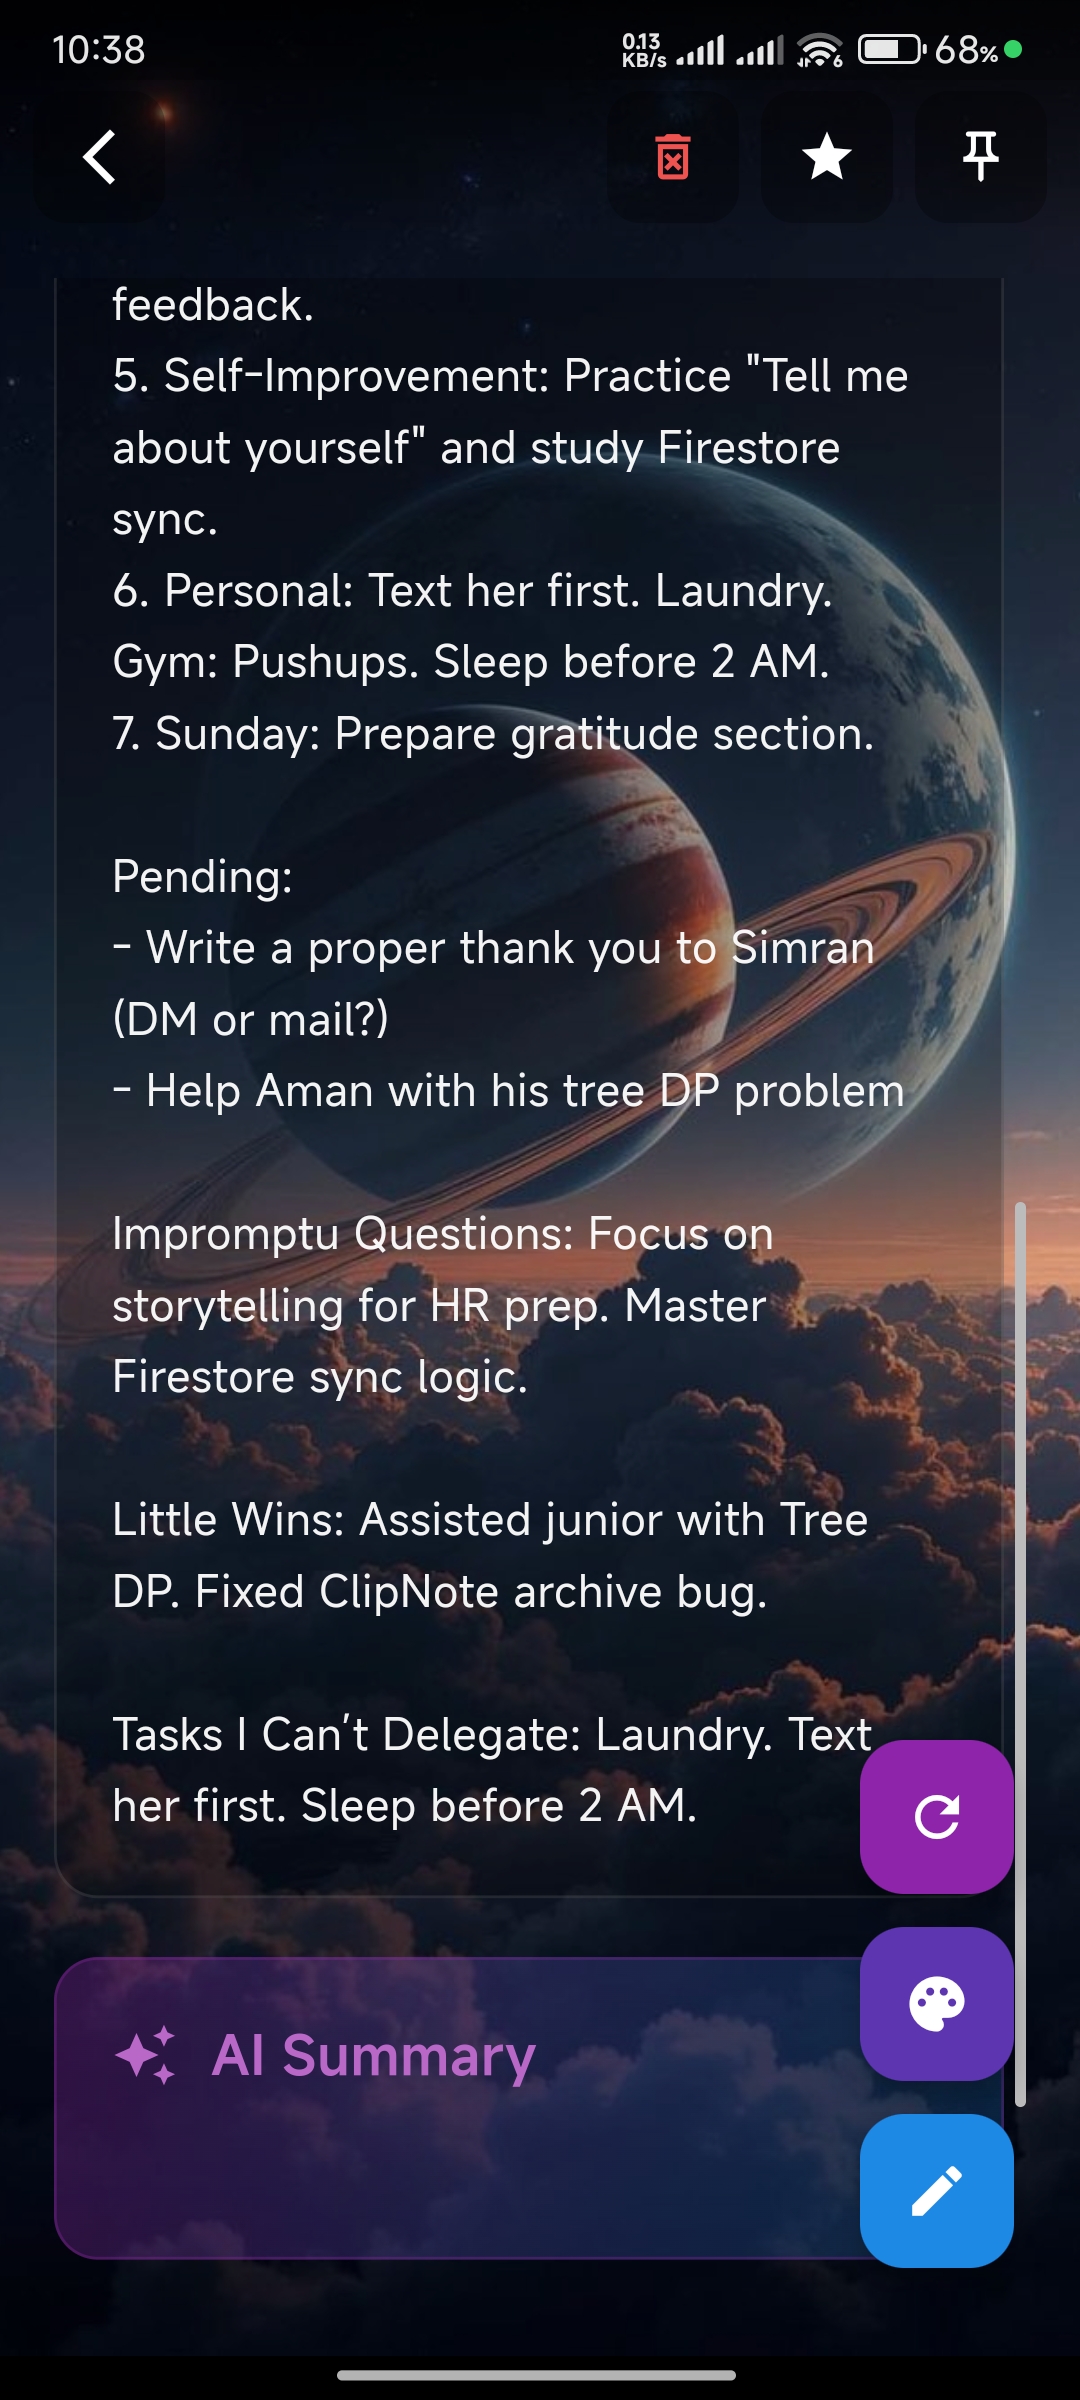 10:38
0.13
KB/s
6
68%
feedback.
5. Self-Improvement: Practice "Tell me
about yourself" and study Firestore
sync.
6. Personal: Text her first. Laundry.
Gym: Pushups. Sleep before 2 AM.
7. Sunday: Prepare gratitude section.
Pending:
- Write a proper thank you to Simran
(DM or mail?)
- Help Aman with his tree DP problem
Impromptu Questions: Focus on
storytelling for HR prep. Master
Firestore sync logic.
Little Wins: Assisted junior with Tree
DP. Fixed ClipNote archive bug.
Tasks I Can't Delegate: Laundry. Text
her first. Sleep before 2 AM.
AI Summary